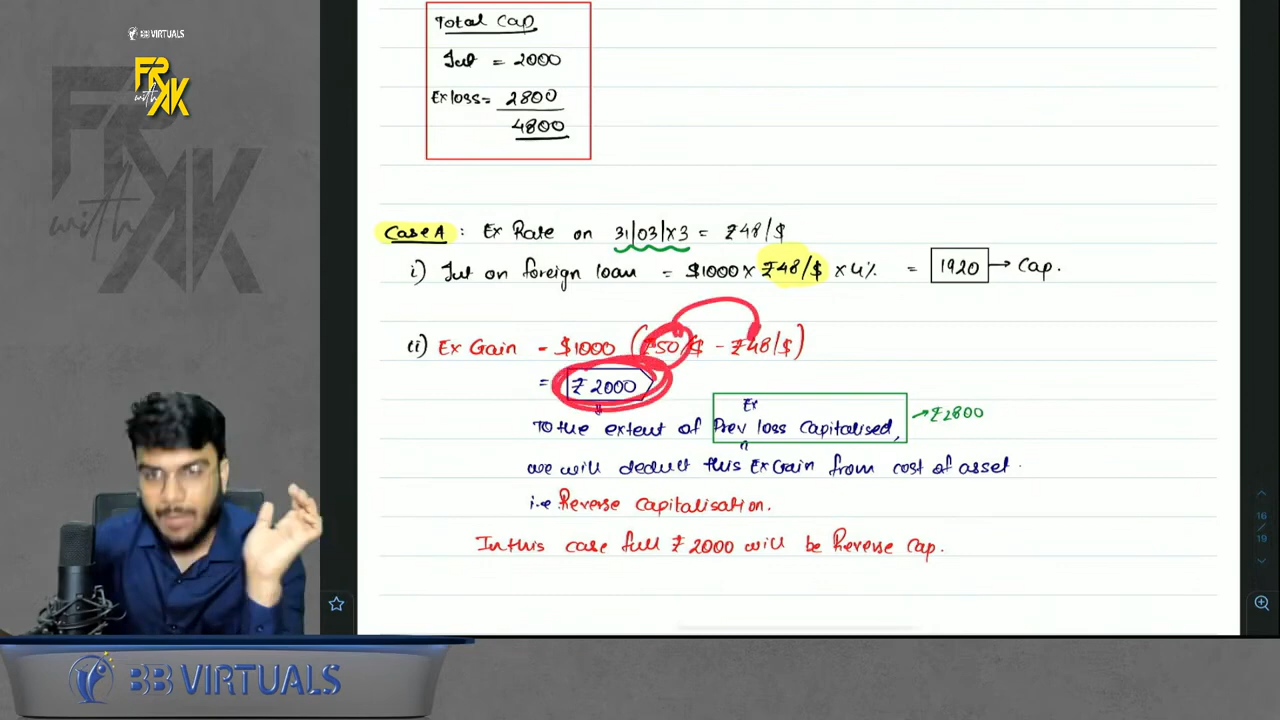 BB VIRTUALS
FR
with AK
Total Cap
Int = 2000
Ex loss = 2800
4800
Case A : Ex Rate on 31/03/X3 = ₹48/$
i) Int on foreign loan = $1000 x ₹48/$ x 4% = 1920 → Cap.
ii) Ex Gain = $1000 (₹50/$ - ₹48/$)
= ₹2000
Ex
To the extent of Prev loss capitalised, → ₹2800
we will deduct this Ex Gain from cost of asset.
i.e. Reverse capitalisation.
In this case full ₹2000 will be Reverse Cap.
16
/
19
BB VIRTUALS